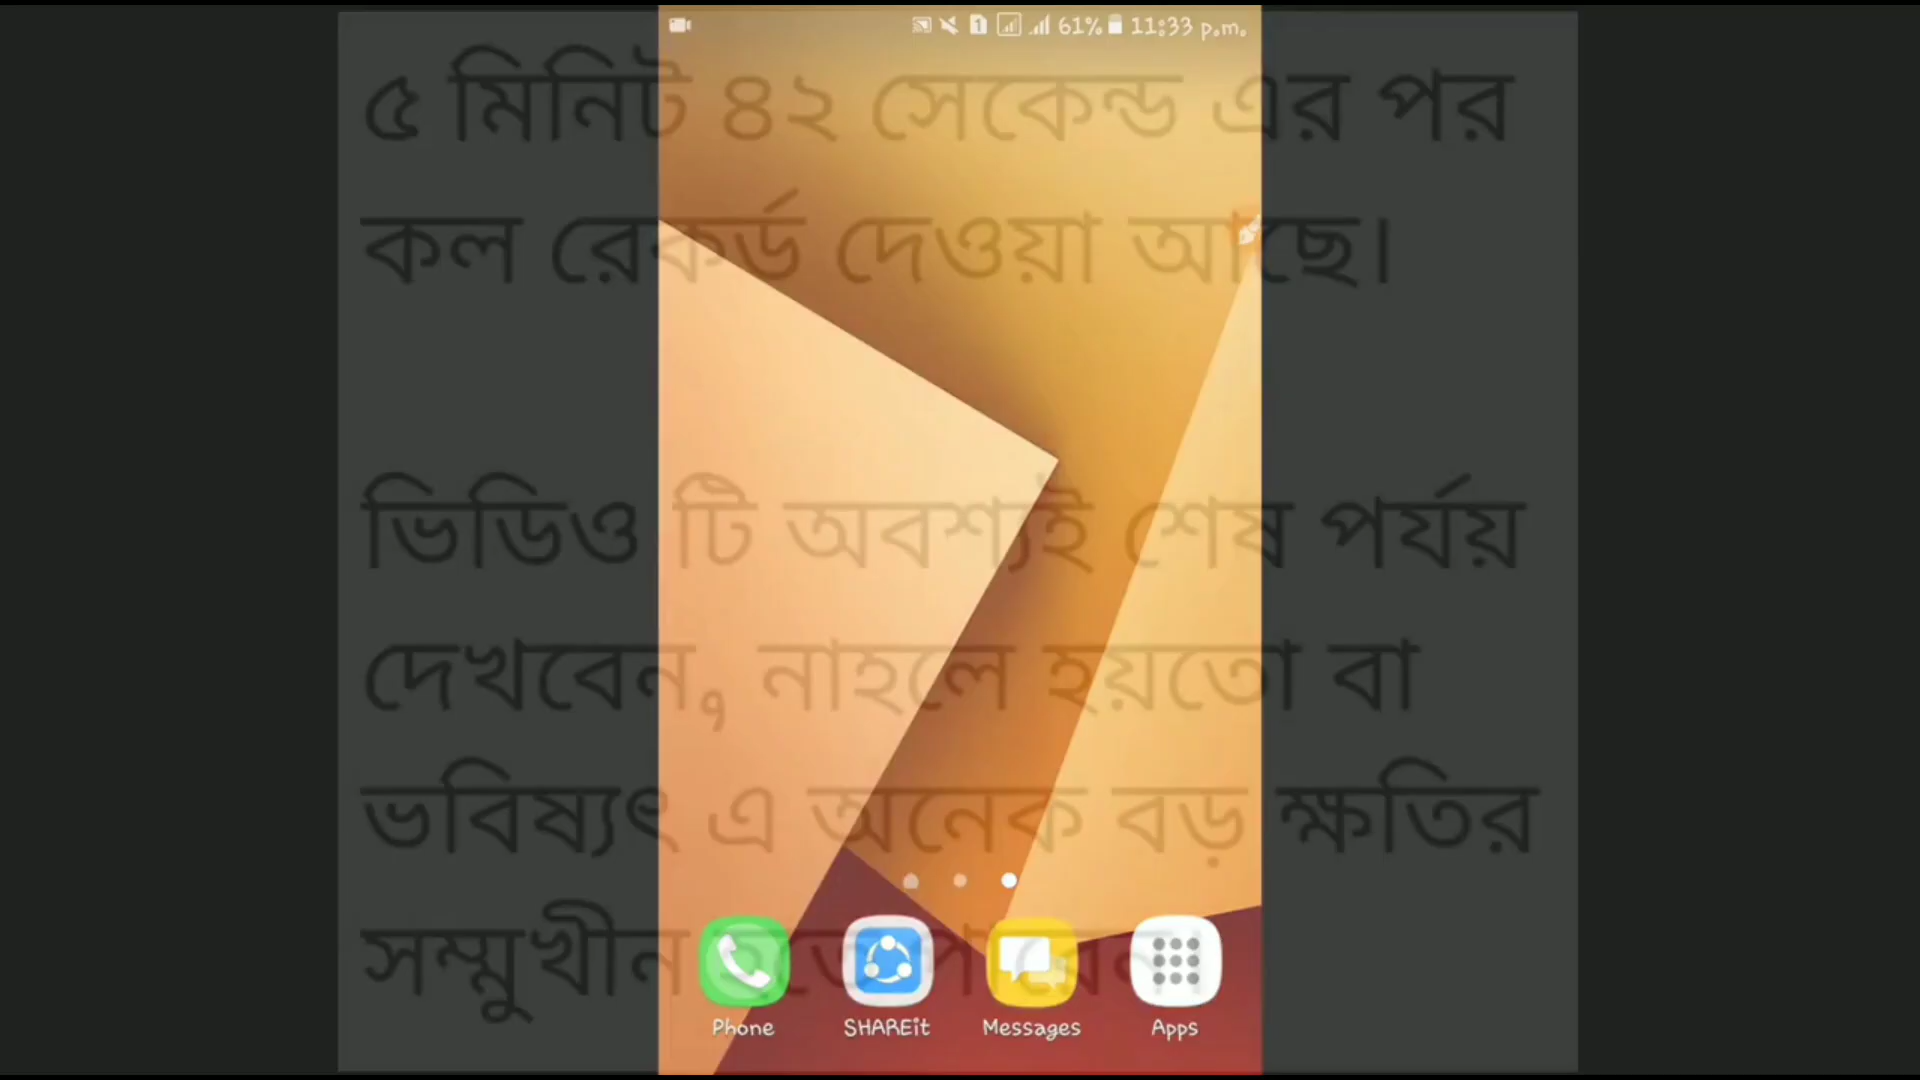 61% 11:33 p.m.
৫ মিনিট ৪২ সেকেন্ড এর পর
কল রেকর্ড দেওয়া আছে।
ভিডিও টি অবশ্যই শেষ পর্যয়
দেখবেন, নাহলে হয়তো বা
ভবিষ্যৎ এ অনেক বড় ক্ষতির
সম্মুখীন হতে পারেন।
Phone SHAREit Messages Apps